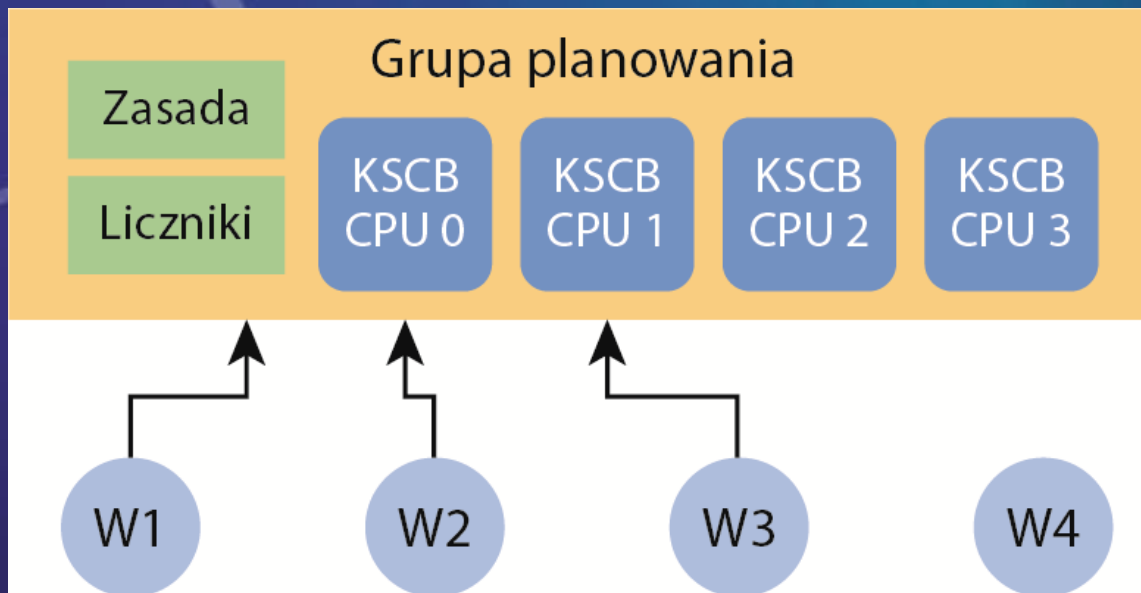 Grupa planowania
Zasada
Liczniki
KSCB
CPU 0
KSCB
CPU 1
KSCB
CPU 2
KSCB
CPU 3
W1
W2
W3
W4